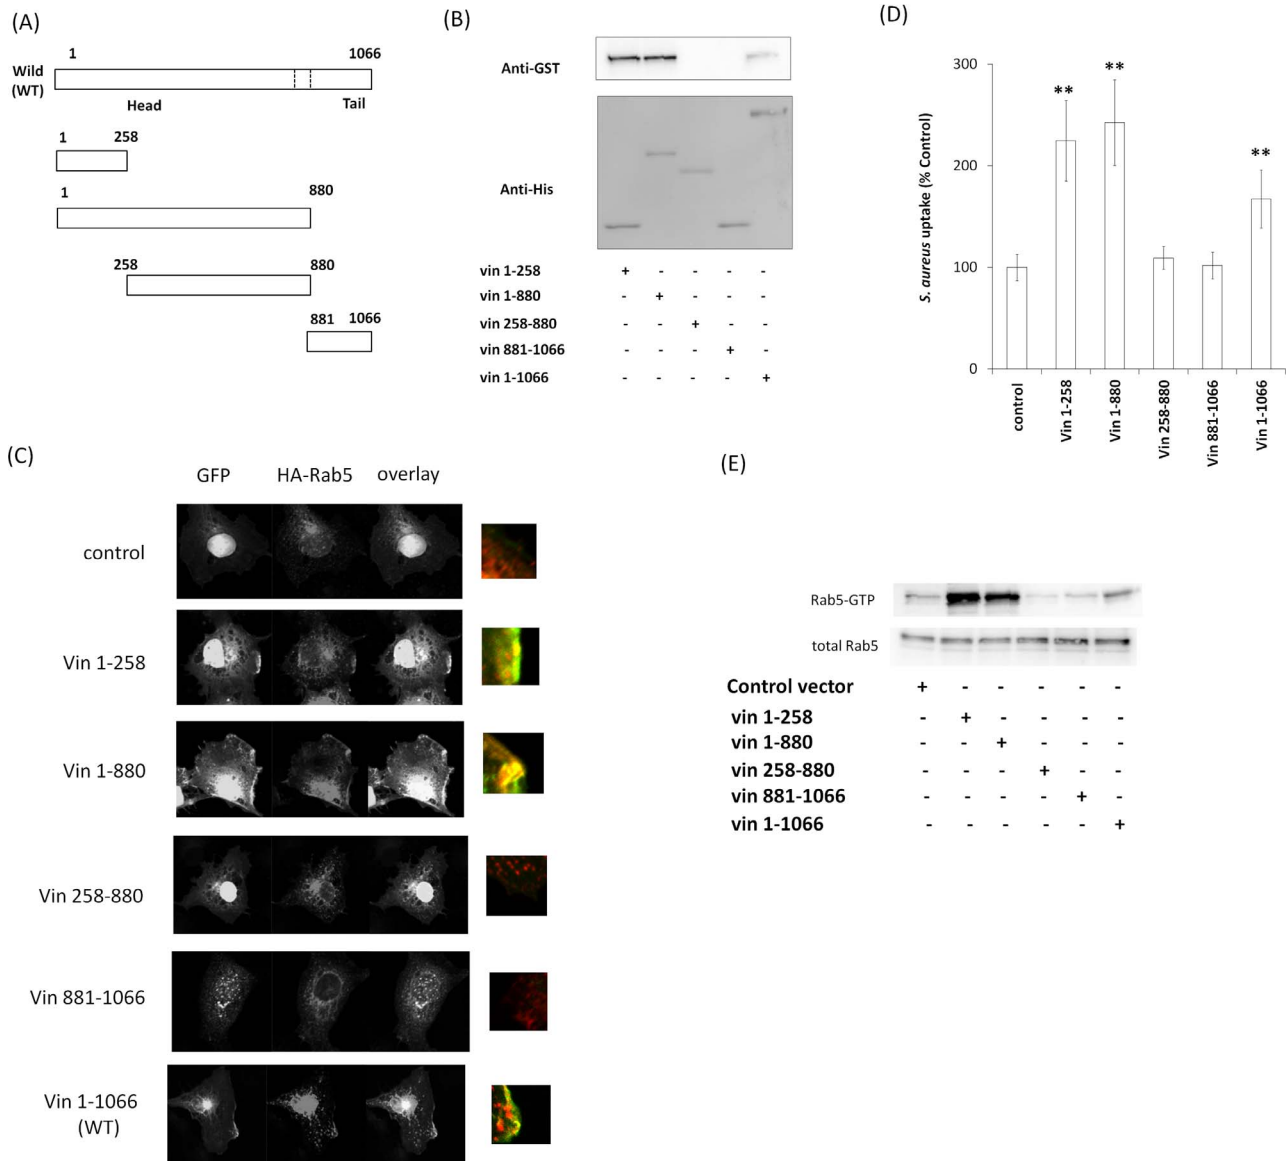 (A)
1 1066
Wild
(WT)
Head Tail
1 258
1 880
258 880
881 1066
(B)
Anti-GST
Anti-His
vin 1-258 + - - - -
vin 1-880 - + - - -
vin 258-880 - - + - -
vin 881-1066 - - - + -
vin 1-1066 - - - - +
(D)
S. aureus uptake (% Control)
300
200
100
0
** ** **
control
Vin 1-258
Vin 1-880
Vin 258-880
Vin 881-1066
Vin 1-1066
(C)
GFP HA-Rab5 overlay
control
Vin 1-258
Vin 1-880
Vin 258-880
Vin 881-1066
Vin 1-1066
(WT)
(E)
Rab5-GTP
total Rab5
Control vector + - - - - -
vin 1-258 - + - - - -
vin 1-880 - - + - - -
vin 258-880 - - - + - -
vin 881-1066 - - - - + -
vin 1-1066 - - - - - +